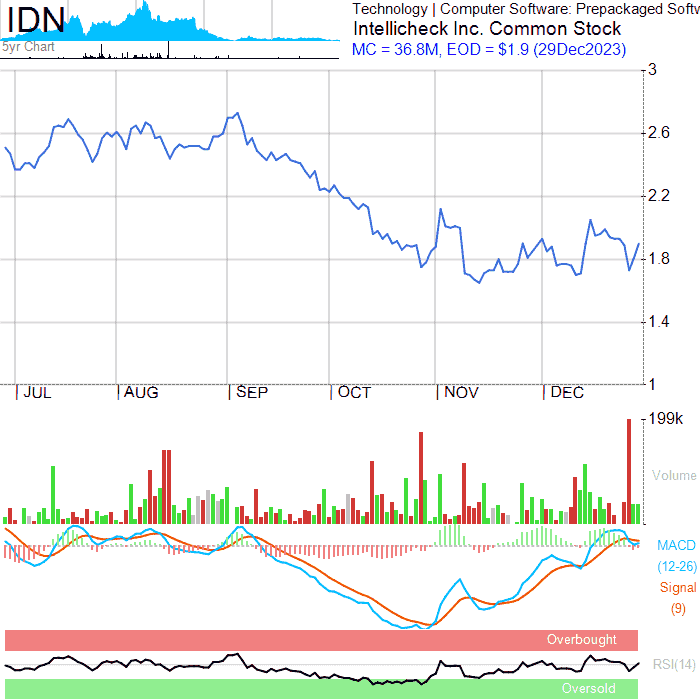 IDN
5yr Chart
Technology | Computer Software: Prepackaged Softw
Intellicheck Inc. Common Stock
MC = 36.8M, EOD = $1.9 (29Dec2023)
3
2.6
2.2
1.8
1.4
1
|JUL |AUG |SEP |OCT |NOV |DEC
199k
Volume
MACD
(12-26)
Signal
(9)
Overbought
RSI(14)
Oversold